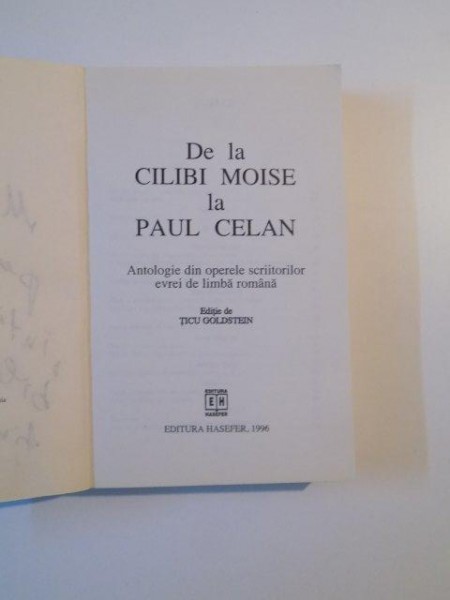 De la
CILIBI MOISE
la
PAUL CELAN
Antologie din operele scriitorilor
evrei de limbă română
Ediție de
ȚICU GOLDSTEIN
EDITURA
E H
HASEFER
EDITURA HASEFER, 1996